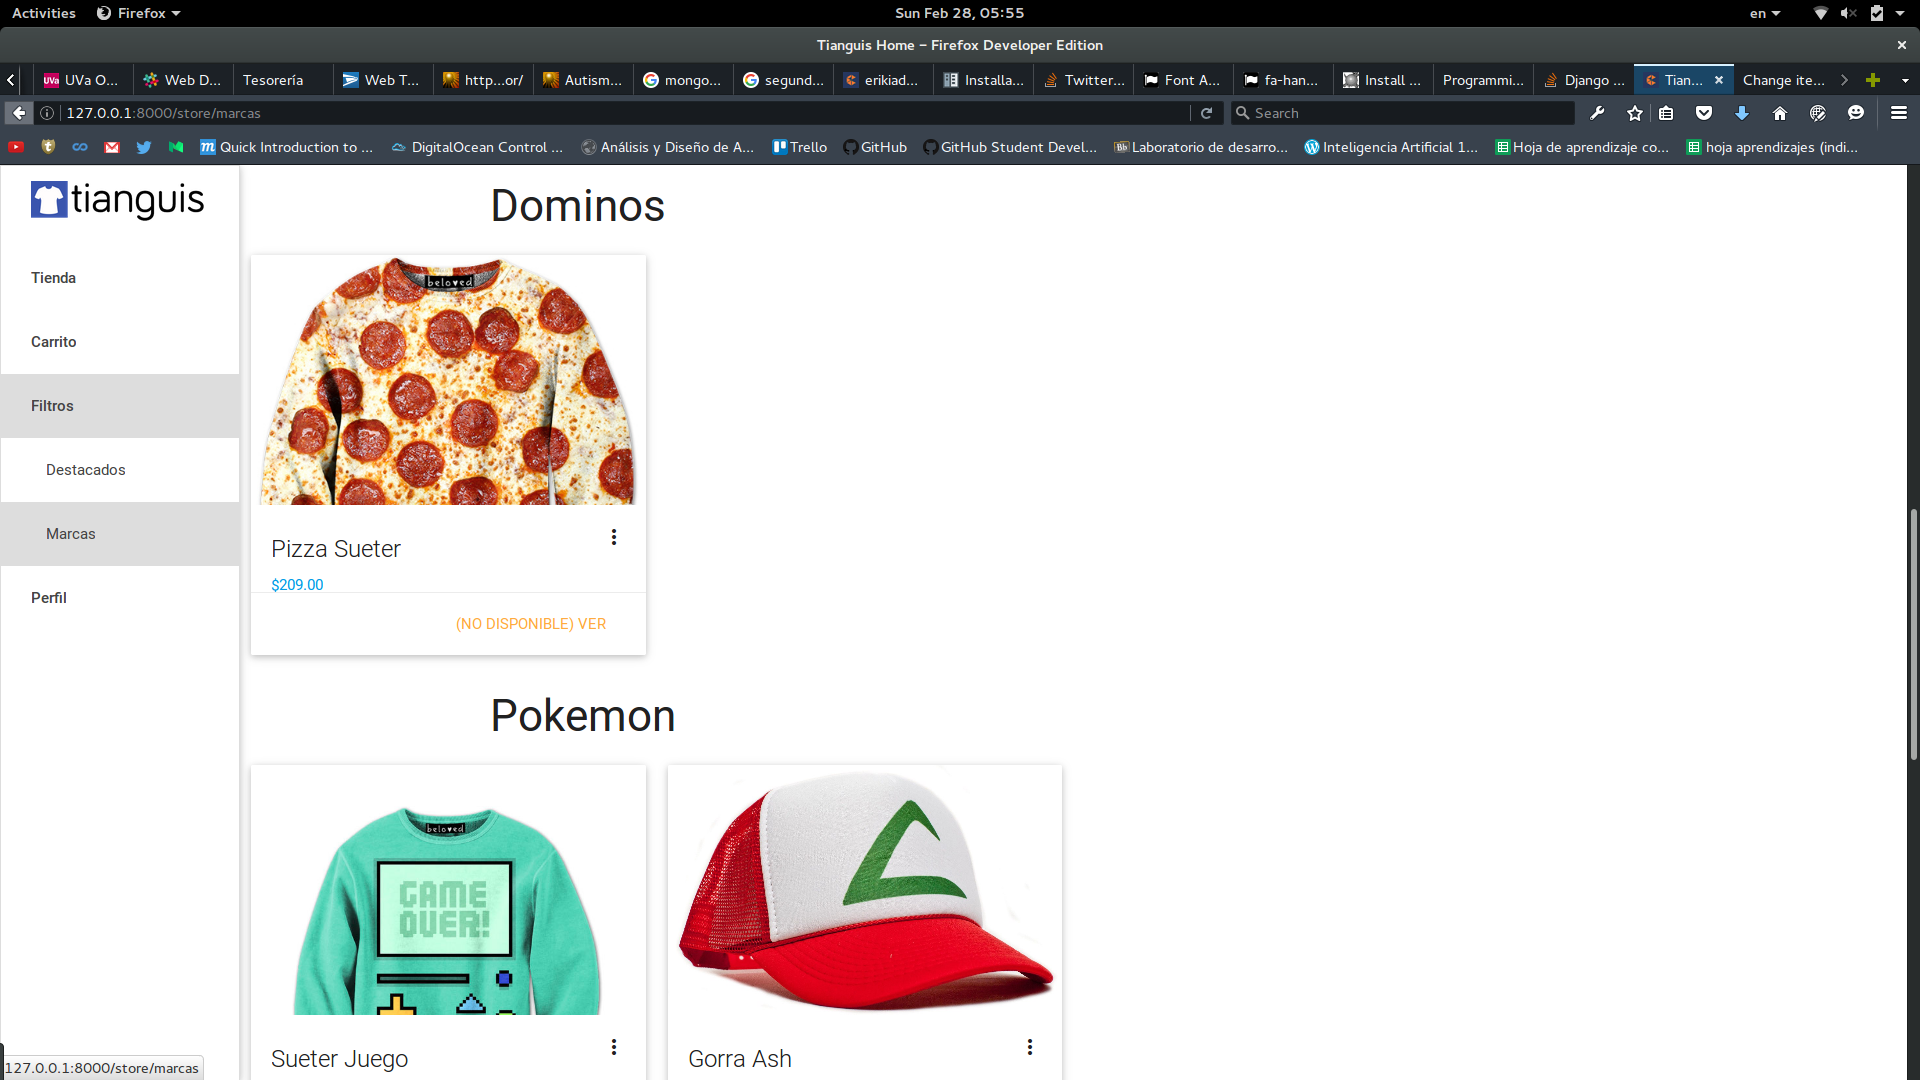 Activities Firefox Sun Feb 28, 05:55 en
Tianguis Home – Firefox Developer Edition
UVa UVa O... Web D... Tesorería Web T... http...or/ Autism... mongo... segund... erikiad... Installa... Twitter... Font A... fa-han... Install ... Programmi... Django ... Tian... Change ite...
127.0.0.1:8000/store/marcas Search
Quick Introduction to ... DigitalOcean Control ... Análisis y Diseño de A... Trello GitHub GitHub Student Devel... Bb Laboratorio de desarro... Inteligencia Artificial 1... Hoja de aprendizaje co... hoja aprendizajes (indi...
tianguis
Tienda
Carrito
Filtros
Destacados
Marcas
Perfil
Dominos
beloved
Pizza Sueter
$209.00
(NO DISPONIBLE) VER
Pokemon
beloved
GAME
OVER!
Sueter Juego
Gorra Ash
127.0.0.1:8000/store/marcas